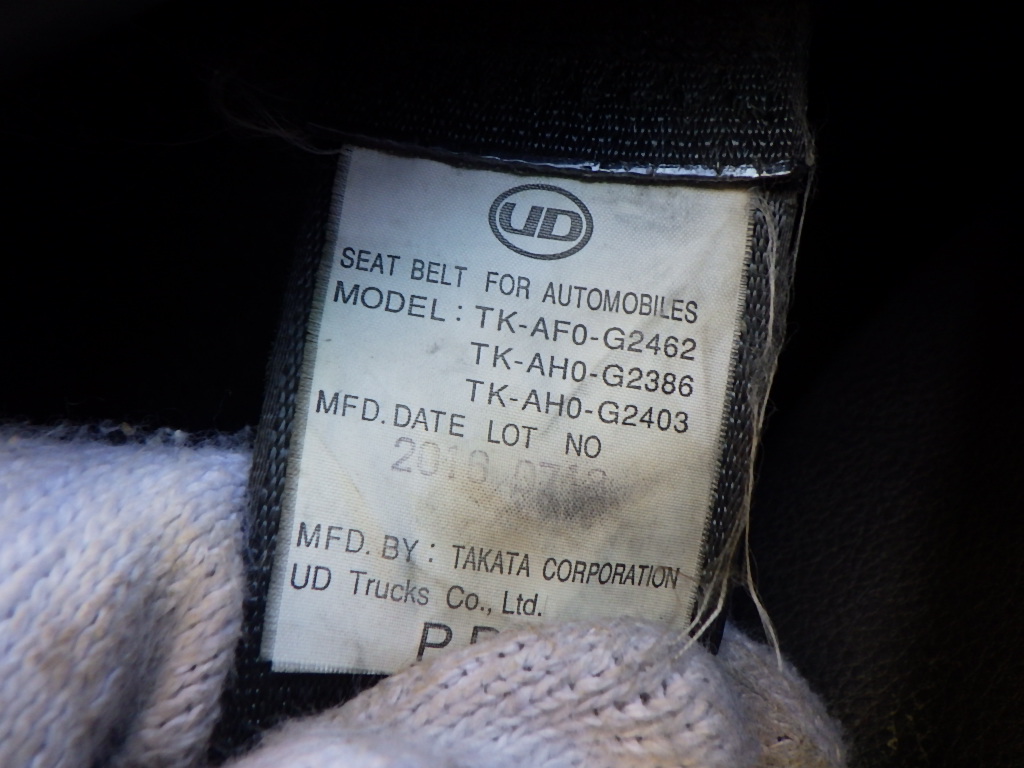 UD
SEAT BELT FOR AUTOMOBILES
MODEL : TK-AF0-G2462
TK-AH0-G2386
TK-AH0-G2403
MFD. DATE LOT NO
MFD. BY : TAKATA CORPORATION
UD Trucks Co., Ltd.